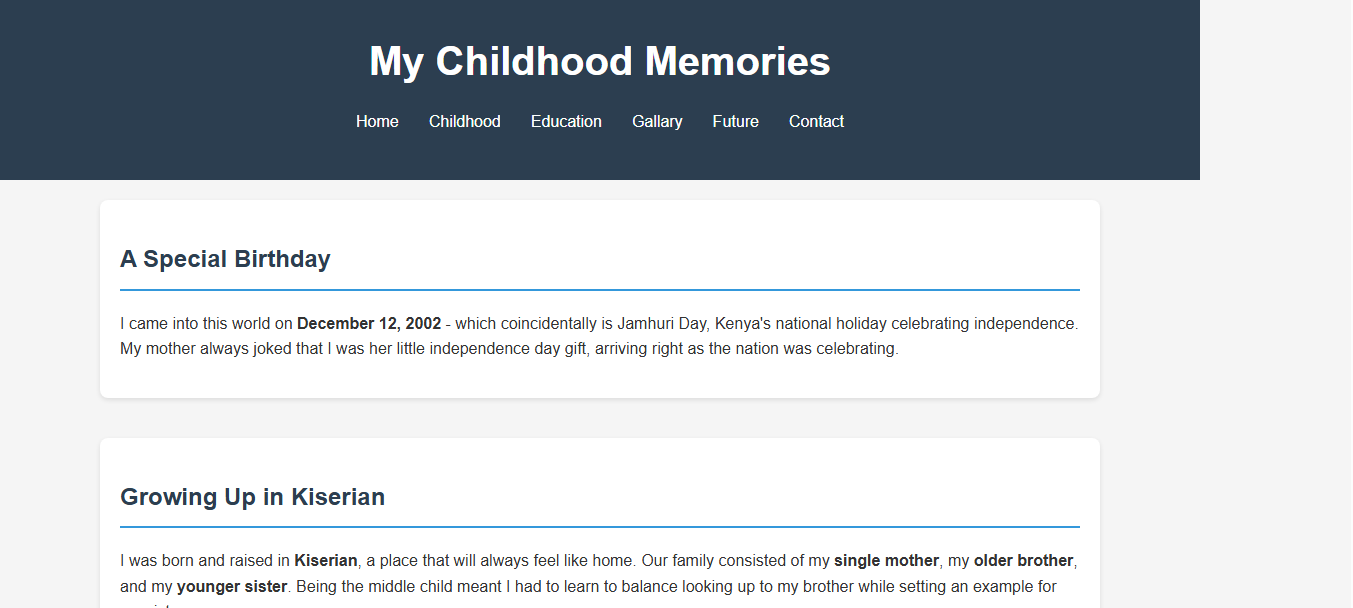 My Childhood Memories
Home Childhood Education Gallary Future Contact
A Special Birthday
I came into this world on December 12, 2002 - which coincidentally is Jamhuri Day, Kenya's national holiday celebrating independence.
My mother always joked that I was her little independence day gift, arriving right as the nation was celebrating.
Growing Up in Kiserian
I was born and raised in Kiserian, a place that will always feel like home. Our family consisted of my single mother, my older brother,
and my younger sister. Being the middle child meant I had to learn to balance looking up to my brother while setting an example for